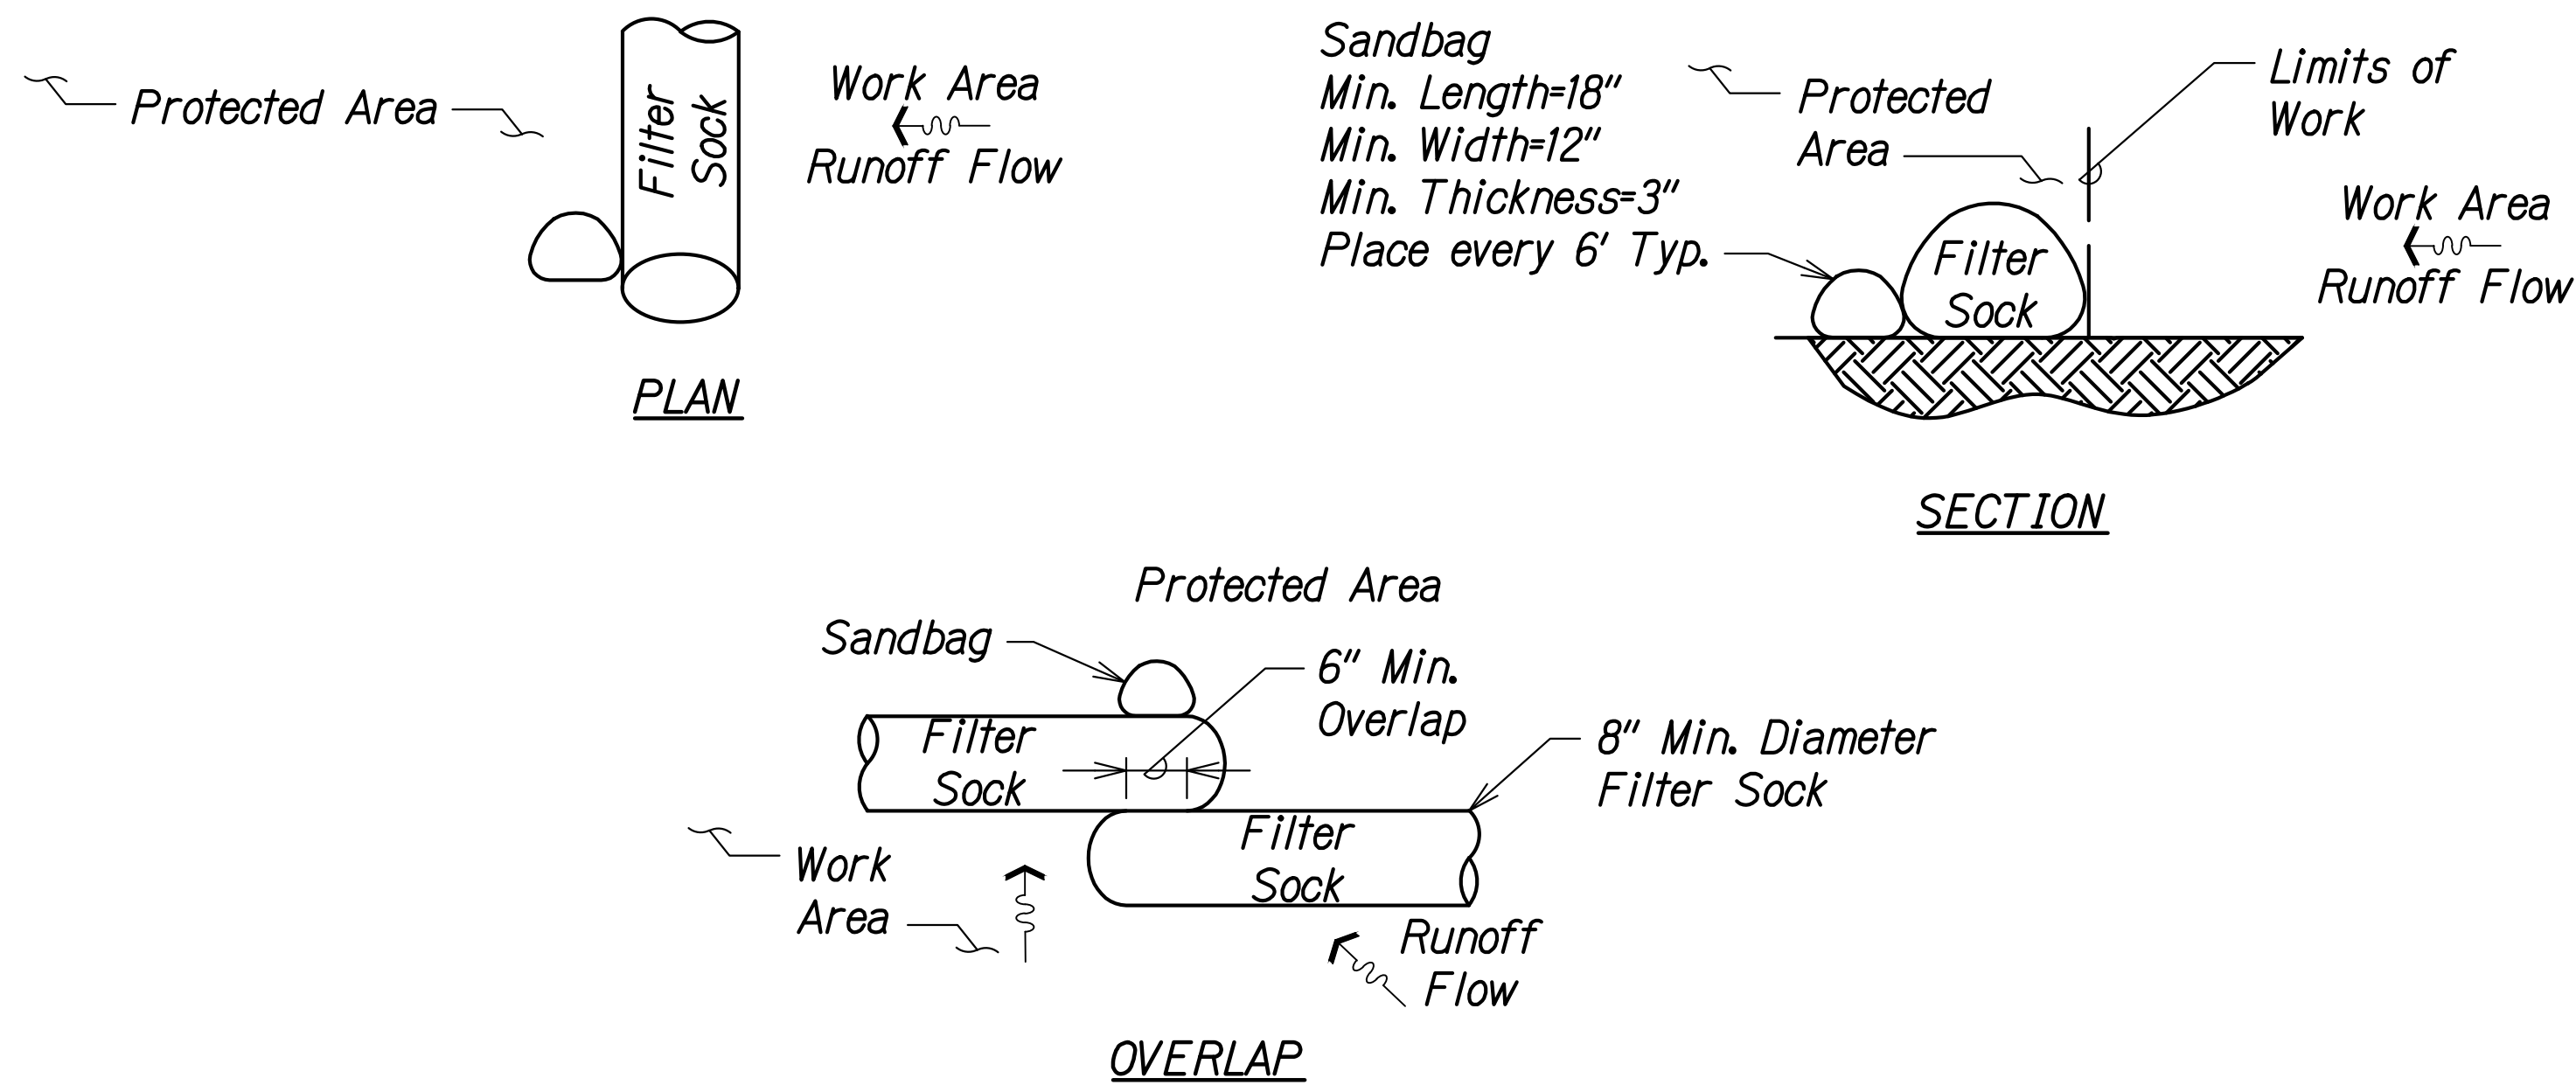 Protected Area
Filter
Sock
Work Area
Runoff Flow
PLAN
Sandbag
Min. Length=18"
Min. Width=12"
Min. Thickness=3"
Place every 6' Typ.
Protected
Area
Limits of
Work
Filter
Sock
Work Area
Runoff Flow
SECTION
Protected Area
Sandbag
6" Min.
Overlap
Filter
Sock
8" Min. Diameter
Filter Sock
Filter
Sock
Work
Area
Runoff
Flow
OVERLAP